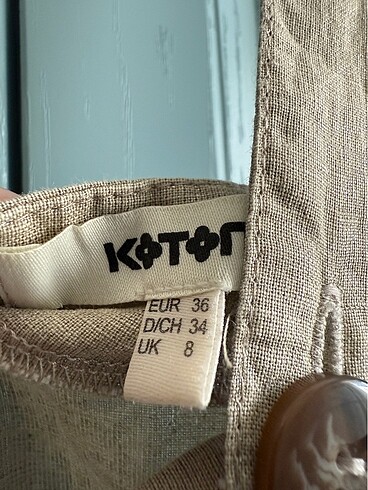 KOTON
EUR 36
D/CH 34
UK 8